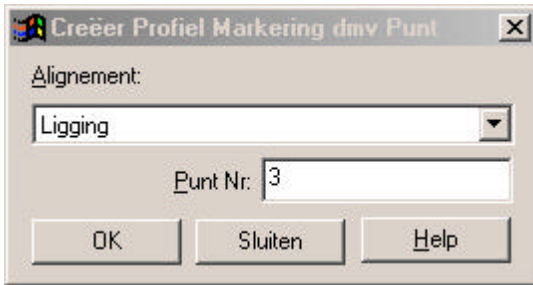 Creëer Profiel Markering dmv Punt
Alignement:
Ligging
Punt Nr: 3
OK Sluiten Help